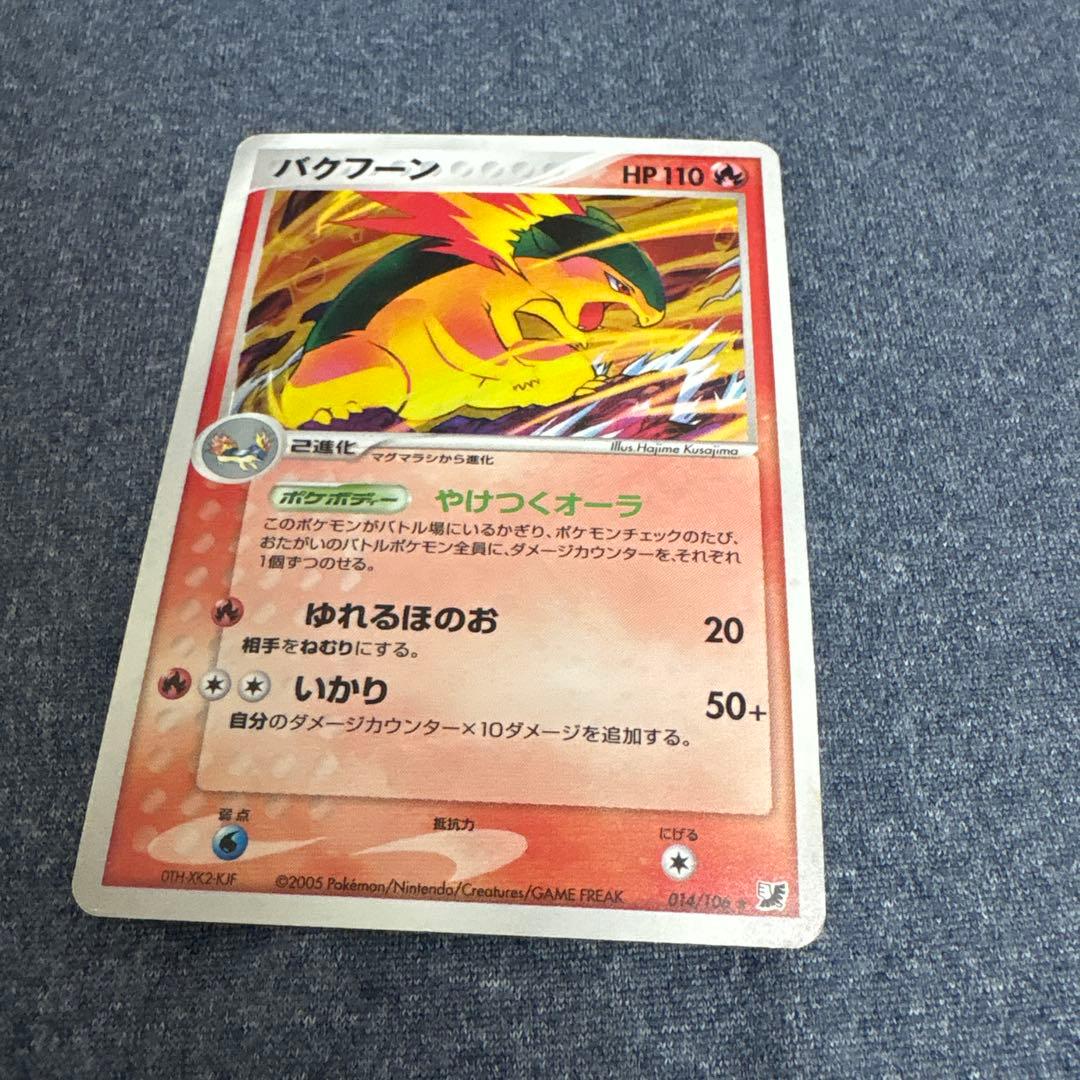 バクフーン HP110
2進化 マグマラシから進化 Illus. Hajime Kusajima
ポケボディー やけつくオーラ
このポケモンがバトル場にいるかぎり、ポケモンチェックのたび、
おたがいのバトルポケモン全員に、ダメージカウンターを、それぞれ
1個ずつのせる。
ゆれるほのお 20
相手をねむりにする。
いかり 50+
自分のダメージカウンター×10ダメージを追加する。
弱点 抵抗力 にげる
0TH-XK2-KJF ©2005 Pokémon/Nintendo/Creatures/GAME FREAK 014/106 ★